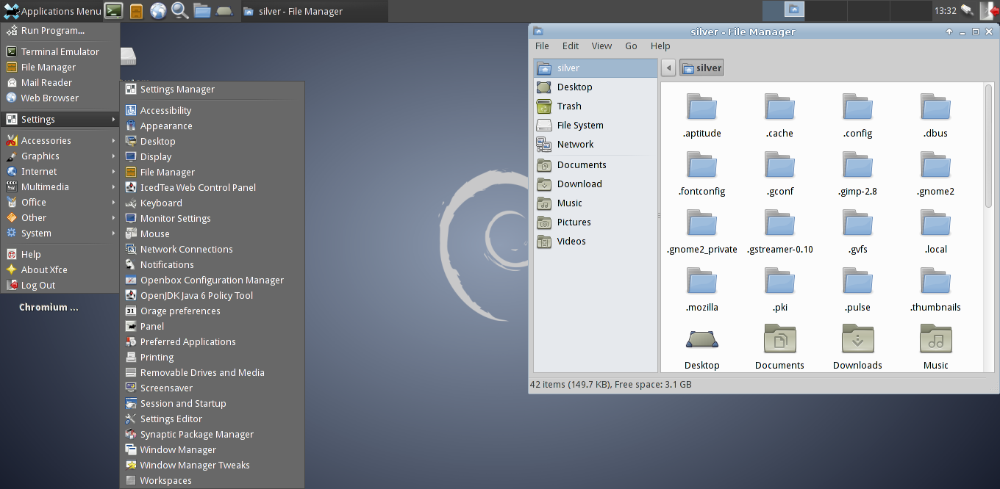 Applications Menu
silver - File Manager
13:32
Run Program...
Terminal Emulator
File Manager
Mail Reader
Web Browser
Settings
Accessories
Graphics
Internet
Multimedia
Office
Other
System
Help
About Xfce
Log Out
Chromium ...
Settings Manager
Accessibility
Appearance
Desktop
Display
File Manager
IcedTea Web Control Panel
Keyboard
Monitor Settings
Mouse
Network Connections
Notifications
Openbox Configuration Manager
OpenJDK Java 6 Policy Tool
31
Orage preferences
Panel
Preferred Applications
Printing
Removable Drives and Media
Screensaver
Session and Startup
Settings Editor
Synaptic Package Manager
Window Manager
Window Manager Tweaks
Workspaces
silver - File Manager
File Edit View Go Help
silver
Desktop
Trash
File System
Network
Documents
Download
Music
Pictures
Videos
silver
.aptitude .cache .config .dbus
.fontconfig .gconf .gimp-2.8 .gnome2
.gnome2_private .gstreamer-0.10 .gvfs .local
.mozilla .pki .pulse .thumbnails
Desktop Documents Downloads Music
42 items (149.7 KB), Free space: 3.1 GB